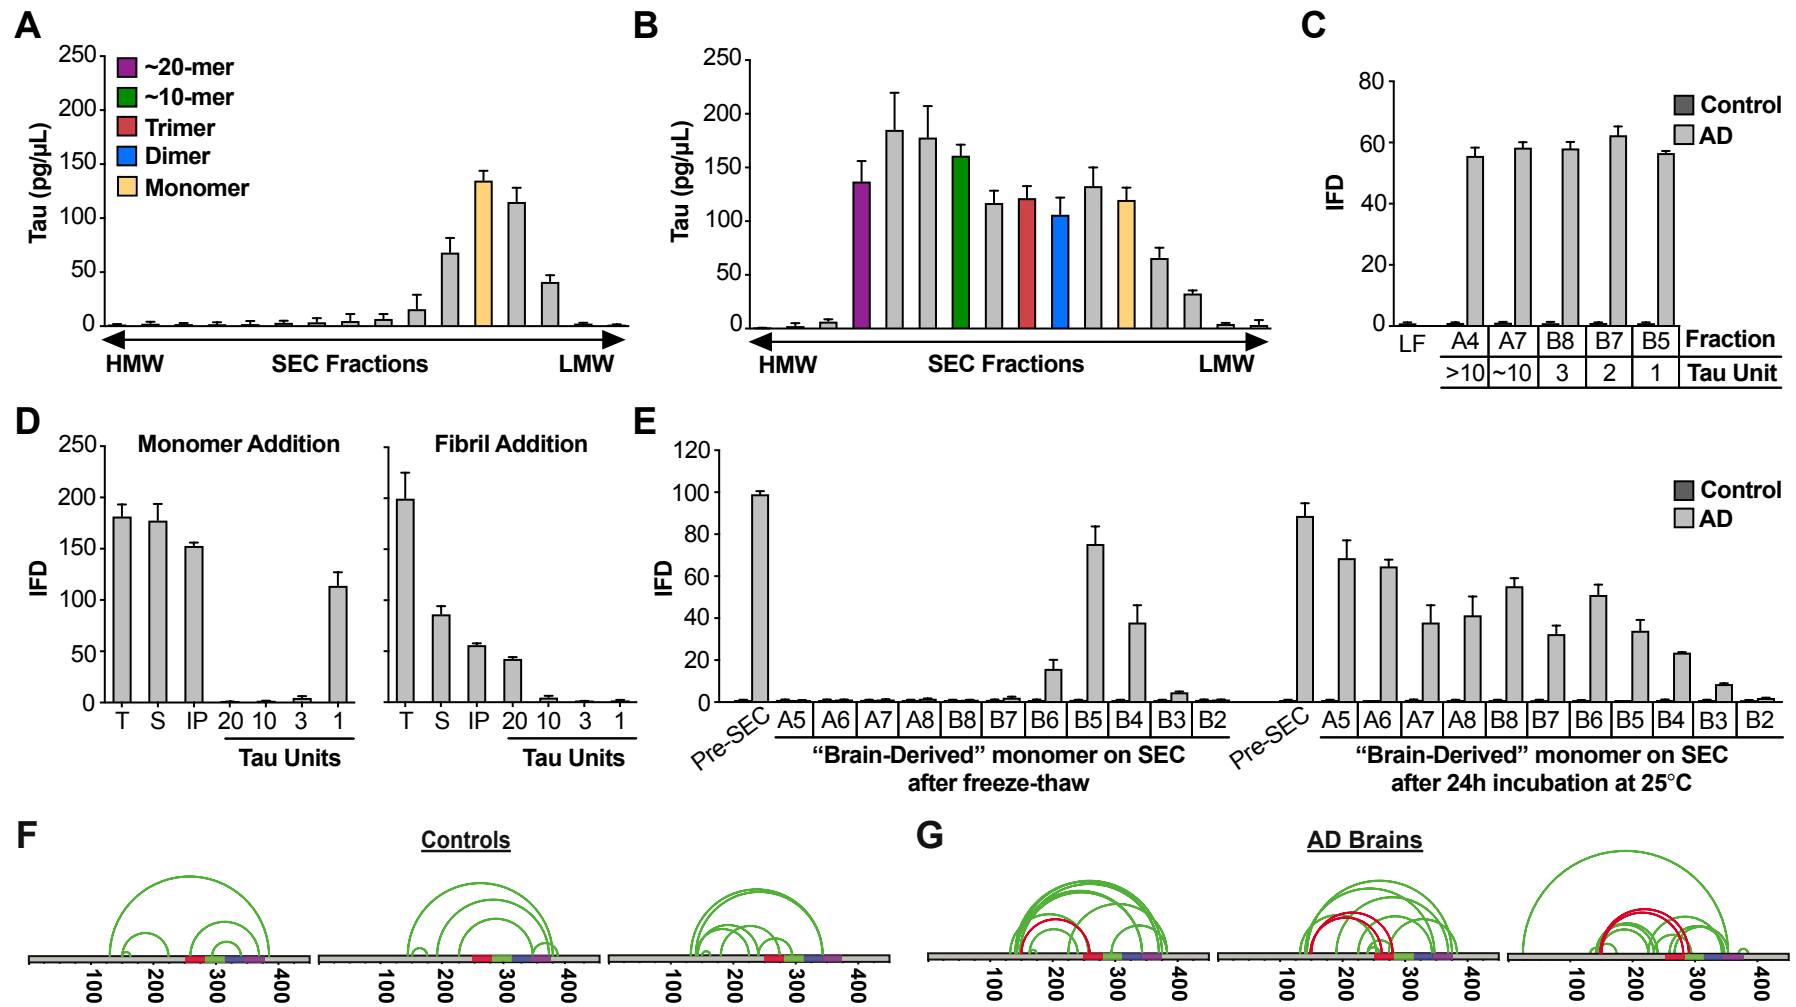 A
250
200
150
100
50
0
Tau (pg/μL)
~20-mer
~10-mer
Trimer
Dimer
Monomer
HMW SEC Fractions LMW
B
250
200
150
100
50
0
Tau (pg/μL)
HMW SEC Fractions LMW
C
80
60
40
20
0
IFD
Control
AD
LF A4 A7 B8 B7 B5 Fraction
>10 ~10 3 2 1 Tau Unit
D
Monomer Addition Fibril Addition
250
200
150
100
50
0
IFD
T S IP 20 10 3 1 T S IP 20 10 3 1
Tau Units Tau Units
E
120
100
80
60
40
20
0
IFD
Control
AD
Pre-SEC A5 A6 A7 A8 B8 B7 B6 B5 B4 B3 B2 Pre-SEC A5 A6 A7 A8 B8 B7 B6 B5 B4 B3 B2
“Brain-Derived” monomer on SEC
after freeze-thaw
“Brain-Derived” monomer on SEC
after 24h incubation at 25°C
F
Controls
100 200 300 400 100 200 300 400 100 200 300 400
G
AD Brains
100 200 300 400 100 200 300 400 100 200 300 400